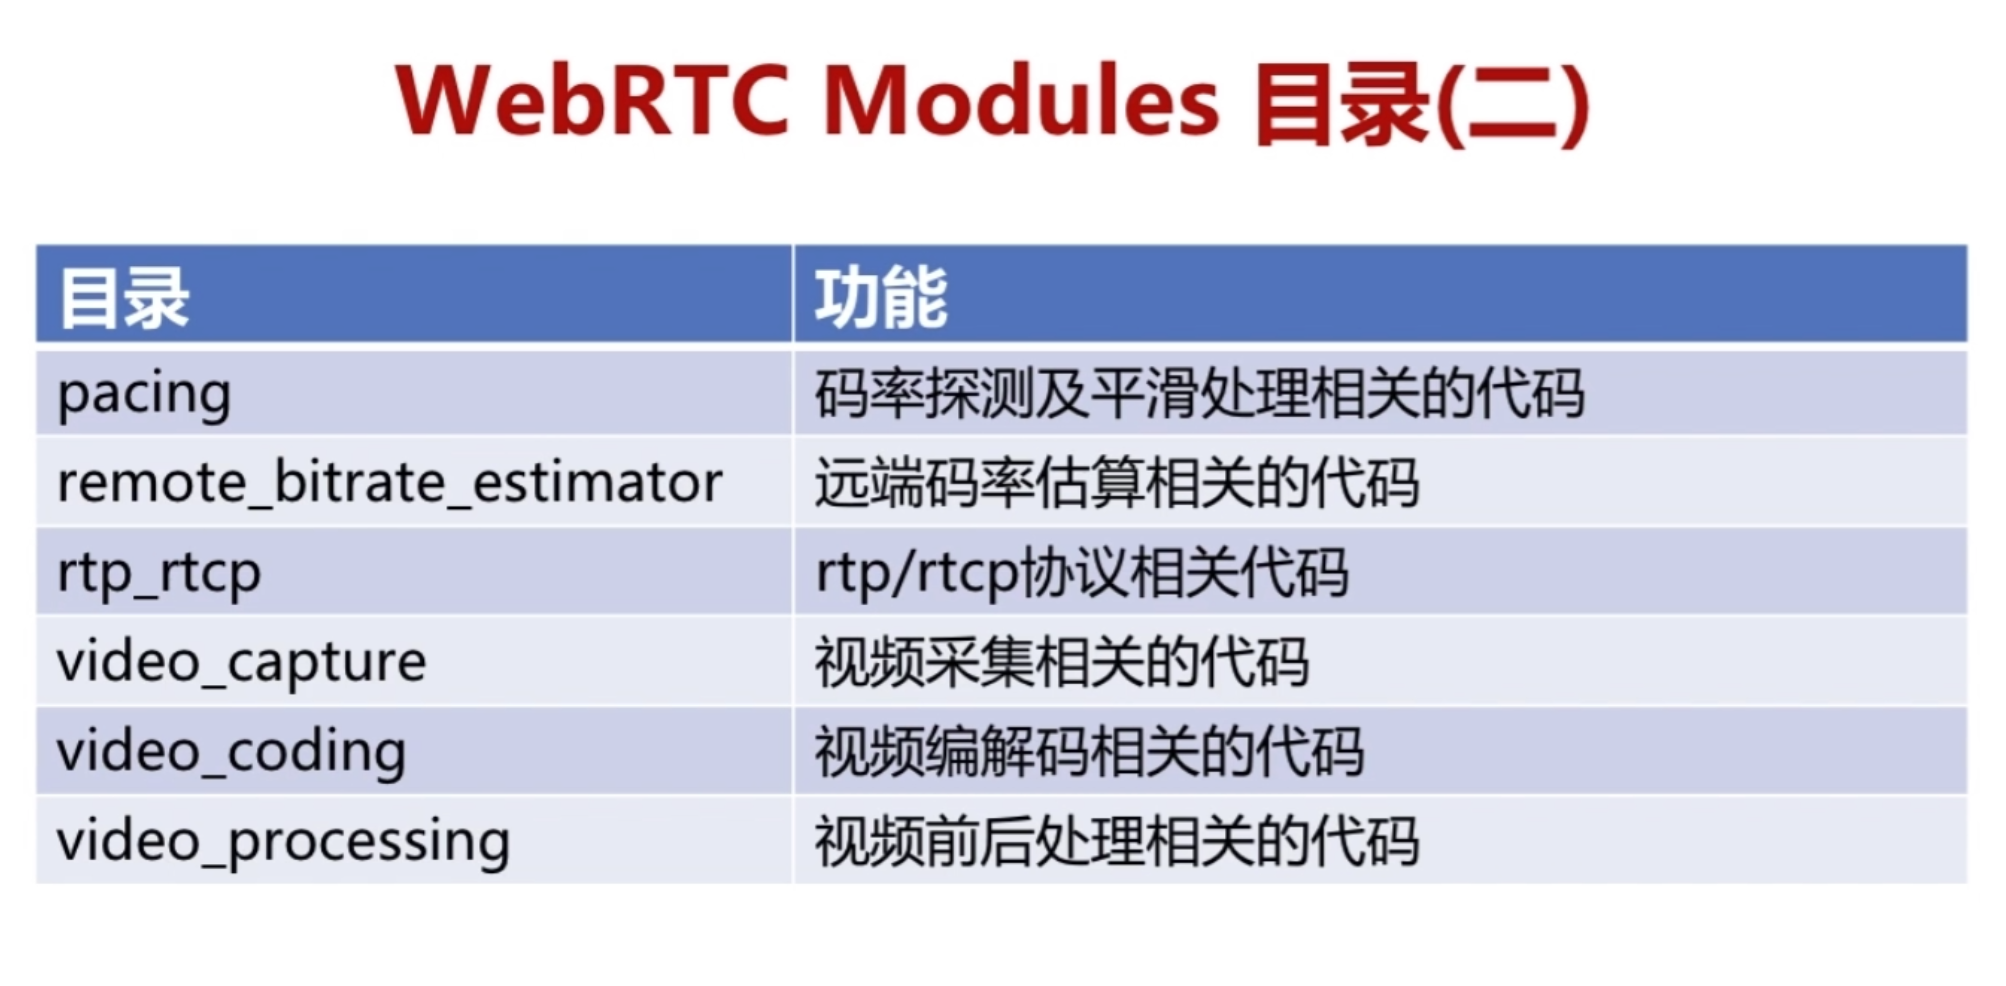 WebRTC Modules 目录(二)
目录 功能
pacing 码率探测及平滑处理相关的代码
remote_bitrate_estimator 远端码率估算相关的代码
rtp_rtcp rtp/rtcp协议相关代码
video_capture 视频采集相关的代码
video_coding 视频编解码相关的代码
video_processing 视频前后处理相关的代码